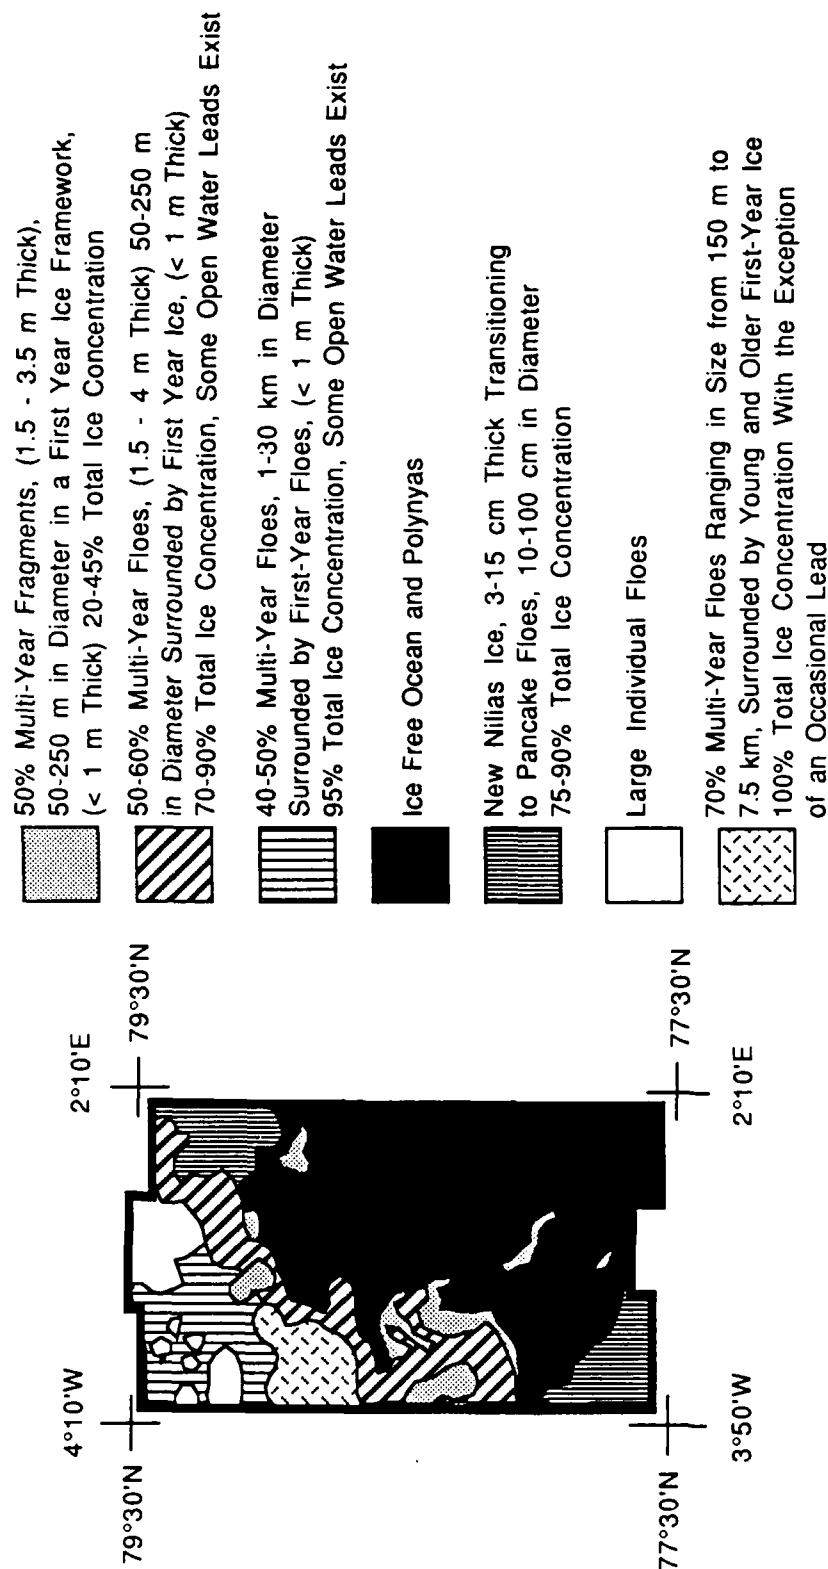 4°10'W
2°10'E
79°30'N
79°30'N
77°30'N
77°30'N
3°50'W
2°10'E
50% Multi-Year Fragments, (1.5 - 3.5 m Thick),
50-250 m in Diameter in a First Year Ice Framework,
(< 1 m Thick) 20-45% Total Ice Concentration
50-60% Multi-Year Floes, (1.5 - 4 m Thick) 50-250 m
in Diameter Surrounded by First Year Ice, (< 1 m Thick)
70-90% Total Ice Concentration, Some Open Water Leads Exist
40-50% Multi-Year Floes, 1-30 km in Diameter
Surrounded by First-Year Floes, (< 1 m Thick)
95% Total Ice Concentration, Some Open Water Leads Exist
Ice Free Ocean and Polynyas
New Nilias Ice, 3-15 cm Thick Transitioning
to Pancake Floes, 10-100 cm in Diameter
75-90% Total Ice Concentration
Large Individual Floes
70% Multi-Year Floes Ranging in Size from 150 m to
7.5 km, Surrounded by Young and Older First-Year Ice
100% Total Ice Concentration With the Exception
of an Occasional Lead